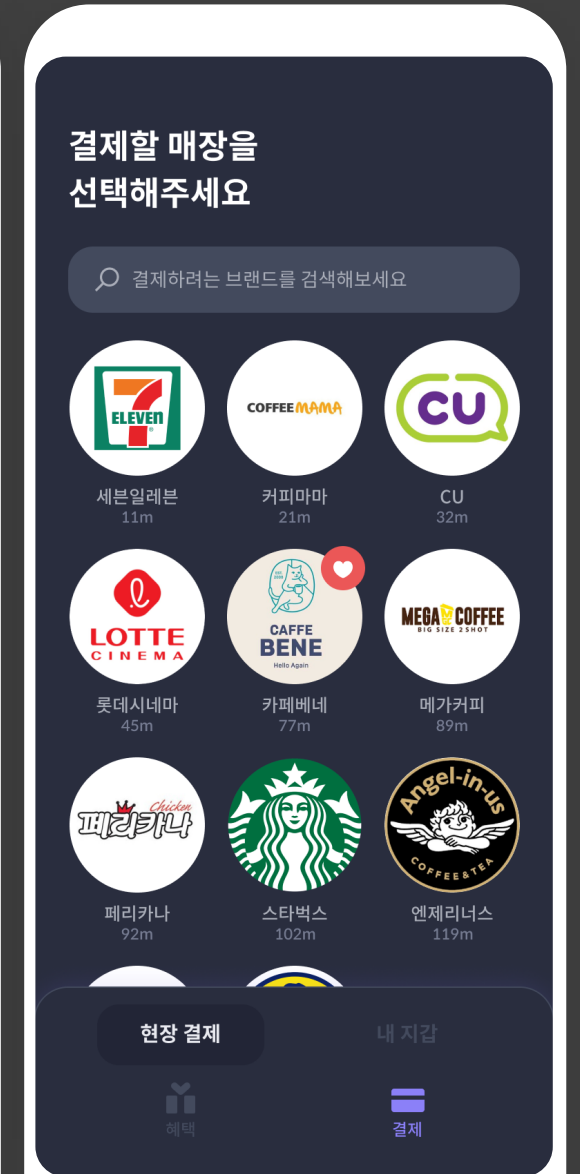 결제할 매장을
선택해주세요
결제하려는 브랜드를 검색해보세요
7
ELEVEN
®
COFFEE MAMA
CU
세븐일레븐
커피마마
CU
11m
21m
32m
LOTTE
CINEMA
CAFFE
BENE
Hello Again
MEGA COFFEE
BIG SIZE 2SHOT
롯데시네마
카페베네
메가커피
45m
77m
89m
Chicken
페리카나
Angel-in-us
COFFEE & TEA
페리카나
스타벅스
엔제리너스
92m
102m
119m
현장 결제
내 지갑
혜택
결제